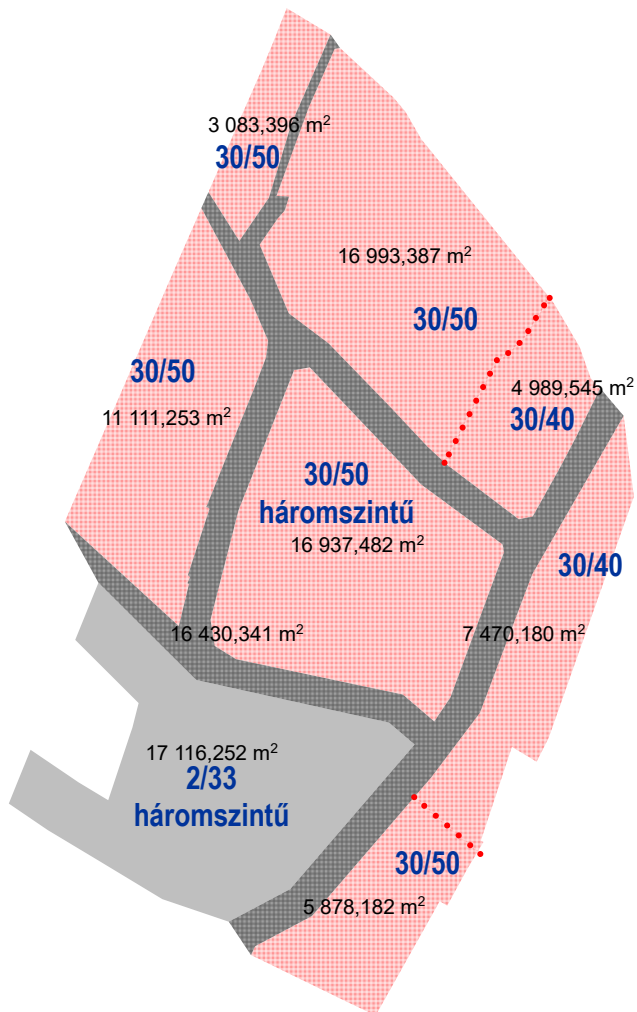 3 083,396 m²
30/50
16 993,387 m²
30/50
30/50
11 111,253 m²
4 989,545 m²
30/40
30/50
háromszintű
16 937,482 m²
30/40
16 430,341 m²
7 470,180 m²
17 116,252 m²
2/33
háromszintű
30/50
5 878,182 m²